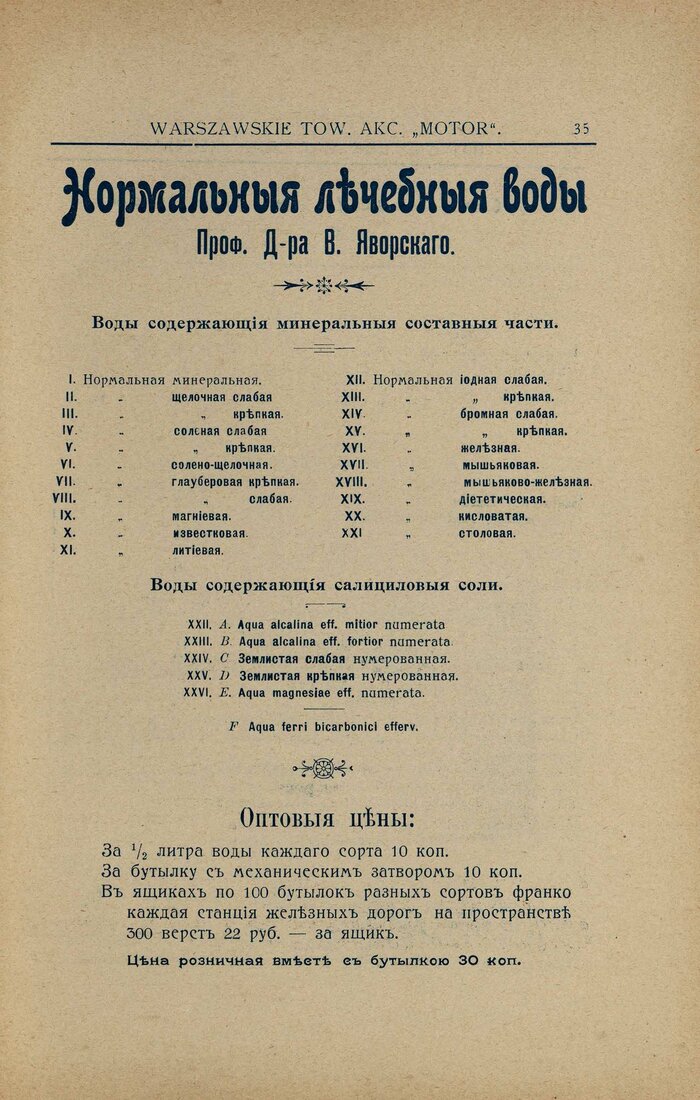 WARSZAWSKIE TOW. AKC. „MOTOR“. 35
Нормальныя лѣчебныя воды
Проф. Д-ра В. Яворскаго.
Воды содержающія минеральныя составныя части.
I. Нормальная минеральная.
II. „ щелочная слабая
III. „ „ крѣпкая.
IV. „ соленая слабая
V. „ „ крѣпкая.
VI. „ солено-щелочная.
VII. „ глауберовая крѣпкая.
VIII. „ „ слабая.
IX. „ магніевая.
X. „ известковая.
XI. „ литіевая.
XII. Нормальная іодная слабая.
XIII. „ „ крѣпкая.
XIV. „ бромная слабая.
XV. „ „ крѣпкая.
XVI. „ желѣзная.
XVII. „ мышьяковая.
XVIII. „ мышьяково-желѣзная.
XIX. „ діететическая.
XX. „ кисловатая.
XXI „ столовая.
Воды содержающія салициловыя соли.
XXII. A. Aqua alcalina eff. mitior numerata
XXIII. B. Aqua alcalina eff. fortior numerata.
XXIV. C Землистая слабая нумерованная.
XXV. D Землистая крѣпкая нумерованная.
XXVI. E. Aqua magnesiae eff. numerata.
F Aqua ferri bicarbonici efferv.
Оптовыя цѣны:
За 1/2 литра воды каждаго сорта 10 коп.
За бутылку съ механическимъ затворомъ 10 коп.
Въ ящикахъ по 100 бутылокъ разныхъ сортовъ франко
каждая станція желѣзныхъ дорогъ на пространствѣ
300 верстъ 22 руб. — за ящикъ.
Цѣна розничная вмѣстѣ съ бутылкою 30 коп.